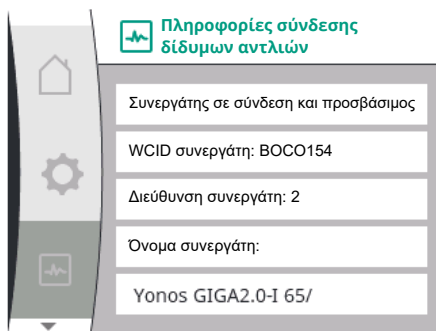 Πληροφορίες σύνδεσης
δίδυμων αντλιών
Συνεργάτης σε σύνδεση και προσβάσιμος
WCID συνεργάτη: BOCO154
Διεύθυνση συνεργάτη: 2
Όνομα συνεργάτη:
Yonos GIGA2.0-I 65/